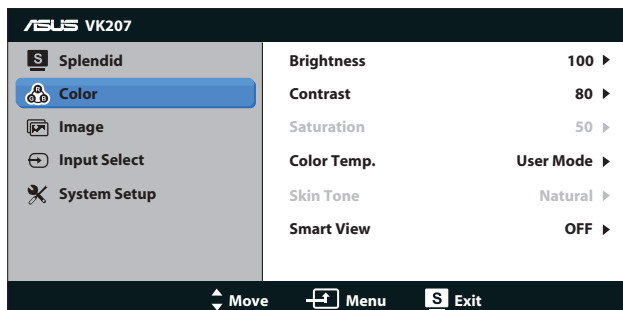 ASUS VK207
S Splendid
R G B Color
Image
Input Select
System Setup
Brightness 100
Contrast 80
Saturation 50
Color Temp. User Mode
Skin Tone Natural
Smart View OFF
Move Menu S Exit